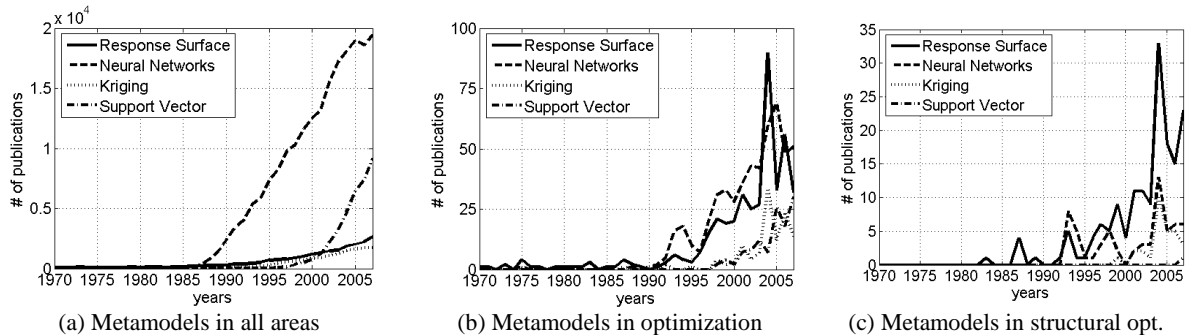 2 x 10^4
1.5
1
0.5
0
1970 1975 1980 1985 1990 1995 2000 2005
years
# of publications
Response Surface
Neural Networks
Kriging
Support Vector
(a) Metamodels in all areas
100
75
50
25
0
1970 1975 1980 1985 1990 1995 2000 2005
years
# of publications
Response Surface
Neural Networks
Kriging
Support Vector
(b) Metamodels in optimization
35
30
25
20
15
10
5
0
1970 1975 1980 1985 1990 1995 2000 2005
years
# of publications
Response Surface
Neural Networks
Kriging
Support Vector
(c) Metamodels in structural opt.